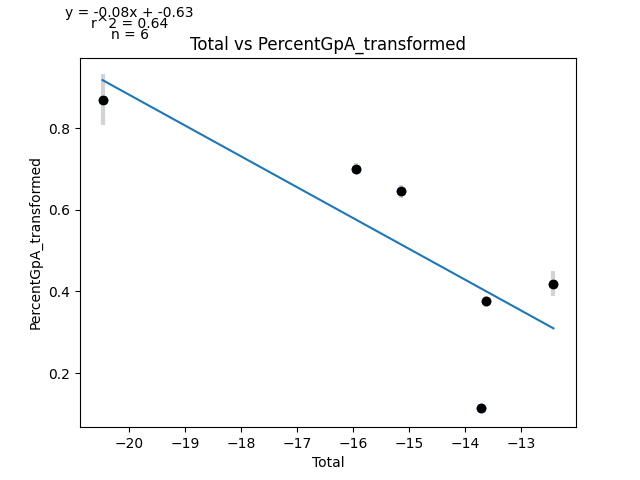 y = -0.08x + -0.63
r^2 = 0.64
n = 6
Total vs PercentGpA_transformed
PercentGpA_transformed
0.8
0.6
0.4
0.2
−20
−19
−18
−17
−16
−15
−14
−13
Total